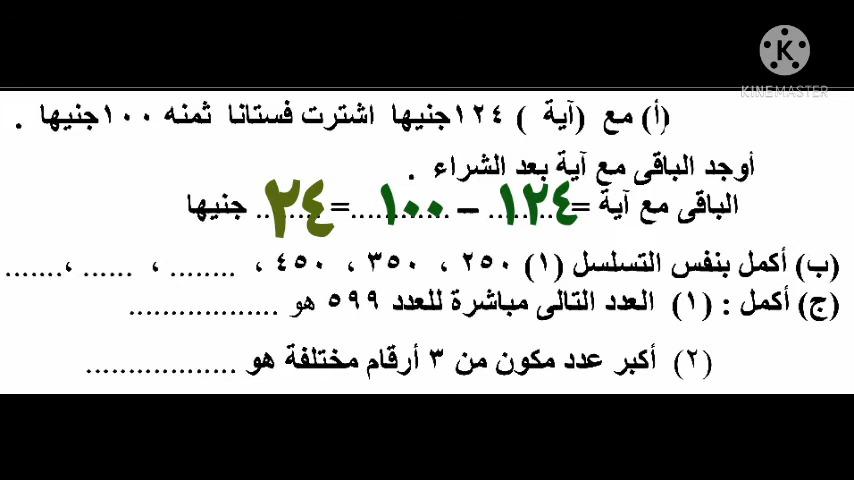 K
KINEMASTER
(أ) مع (آية ) ١٢٤جنيها اشترت فستانا ثمنه ١٠٠جنيها .
أوجد الباقى مع آية بعد الشراء .
الباقى مع آية =١٢٤ – ١٠٠ =٢٤ جنيها
(ب) أكمل بنفس التسلسل (١) ٢٥٠ ، ٣٥٠ ، ٤٥٠ ، ........ ، ...... ،.......
(ج) أكمل : (١) العدد التالى مباشرة للعدد ٥٩٩ هو ..................
(٢) أكبر عدد مكون من ٣ أرقام مختلفة هو ..................